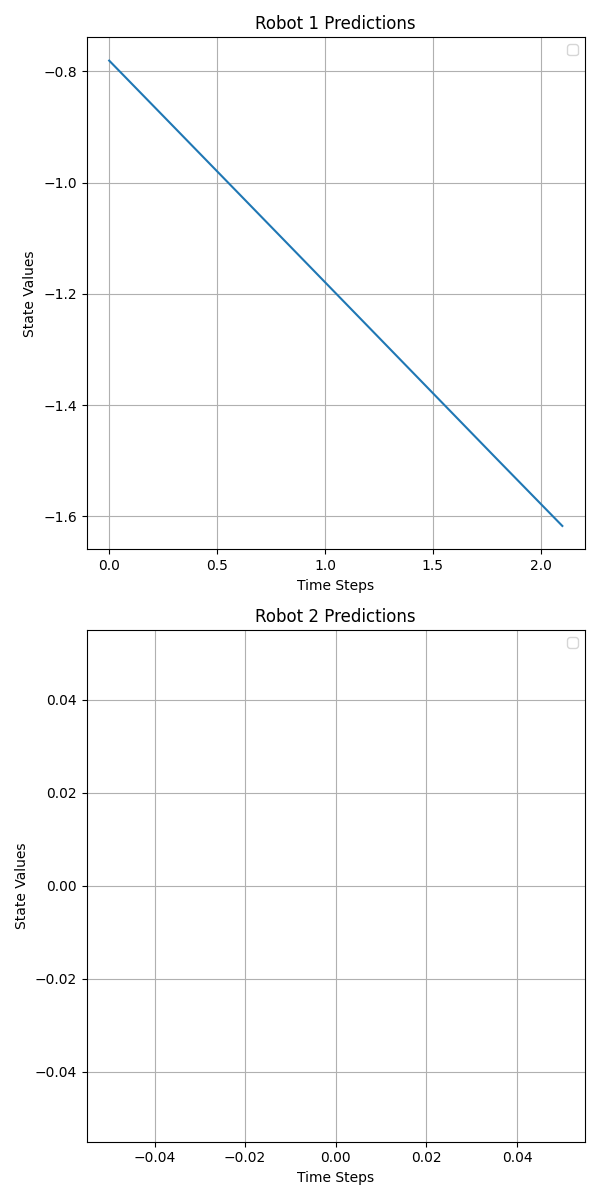 Robot 1 Predictions
−0.8
−1.0
−1.2
−1.4
−1.6
State Values
0.0 0.5 1.0 1.5 2.0
Time Steps
Robot 2 Predictions
0.04
0.02
0.00
−0.02
−0.04
State Values
−0.04 −0.02 0.00 0.02 0.04
Time Steps